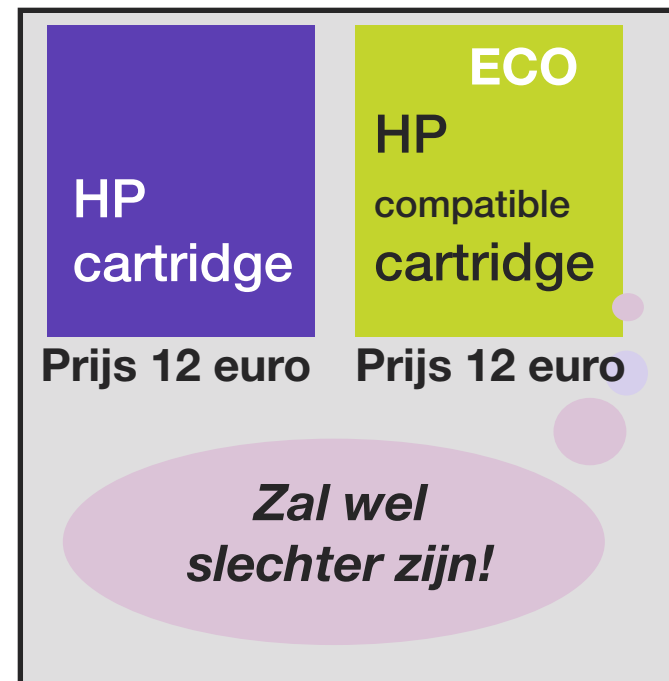 HP
cartridge
ECO
HP
compatible
cartridge
Prijs 12 euro
Prijs 12 euro
Zal wel
slechter zijn!